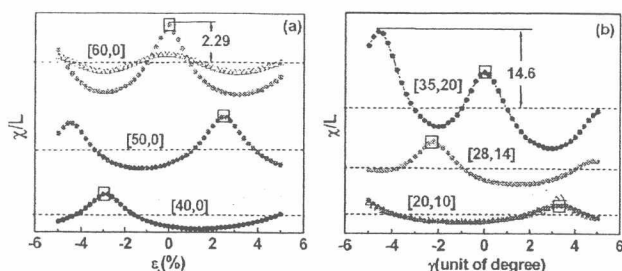 (a)
[60,0]
2.29
[50,0]
[40,0]
χ/L
-6 -4 -2 0 2 4 6
ε (%)
(b)
[35,20]
14.6
[28,14]
[20,10]
χ/L
-6 -4 -2 0 2 4 6
γ(unit of degree)